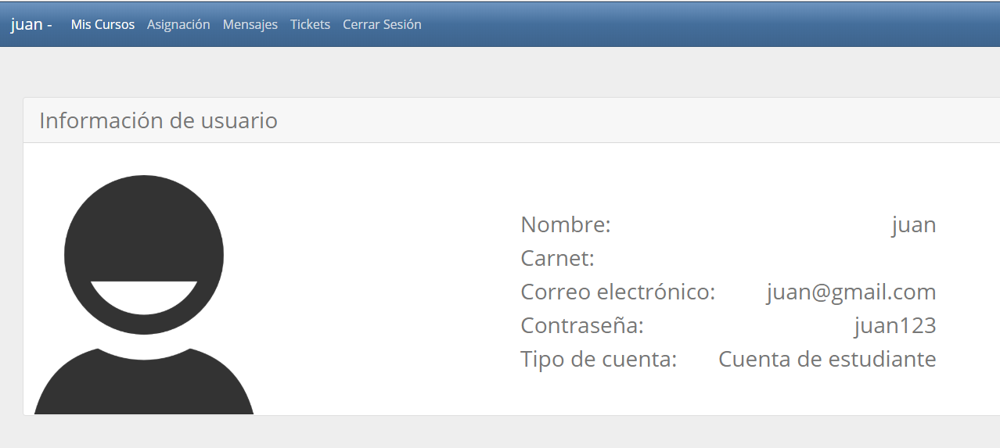 juan - Mis Cursos Asignación Mensajes Tickets Cerrar Sesión
Información de usuario
Nombre: juan
Carnet:
Correo electrónico: juan@gmail.com
Contraseña: juan123
Tipo de cuenta: Cuenta de estudiante